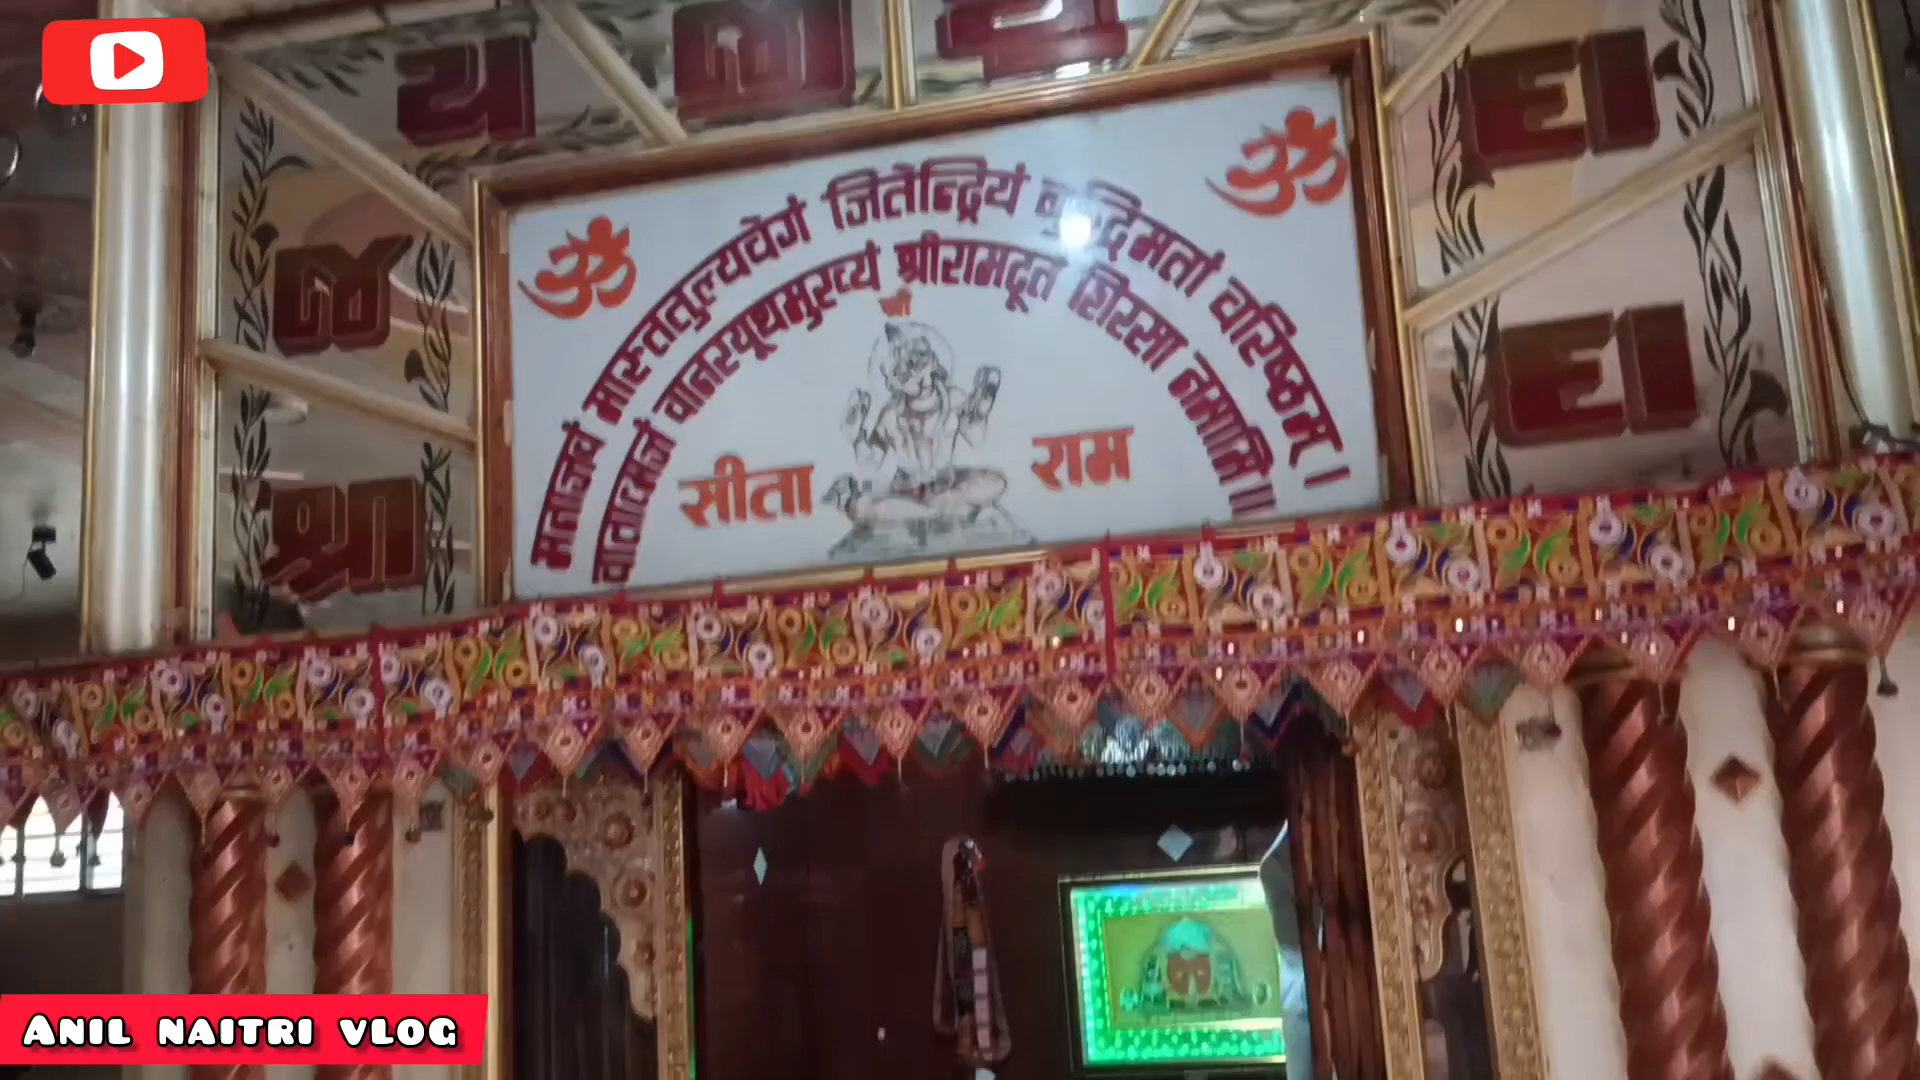 मनोजवं मारुततुल्यवेगं जितेन्द्रियं बुद्धिमतां वरिष्ठम्।
वातात्मजं वानरयूथमुख्यं श्रीरामदूतं शिरसा नमामि॥
श्री
सीता राम
ॐ ॐ
ANIL NAITRI VLOG